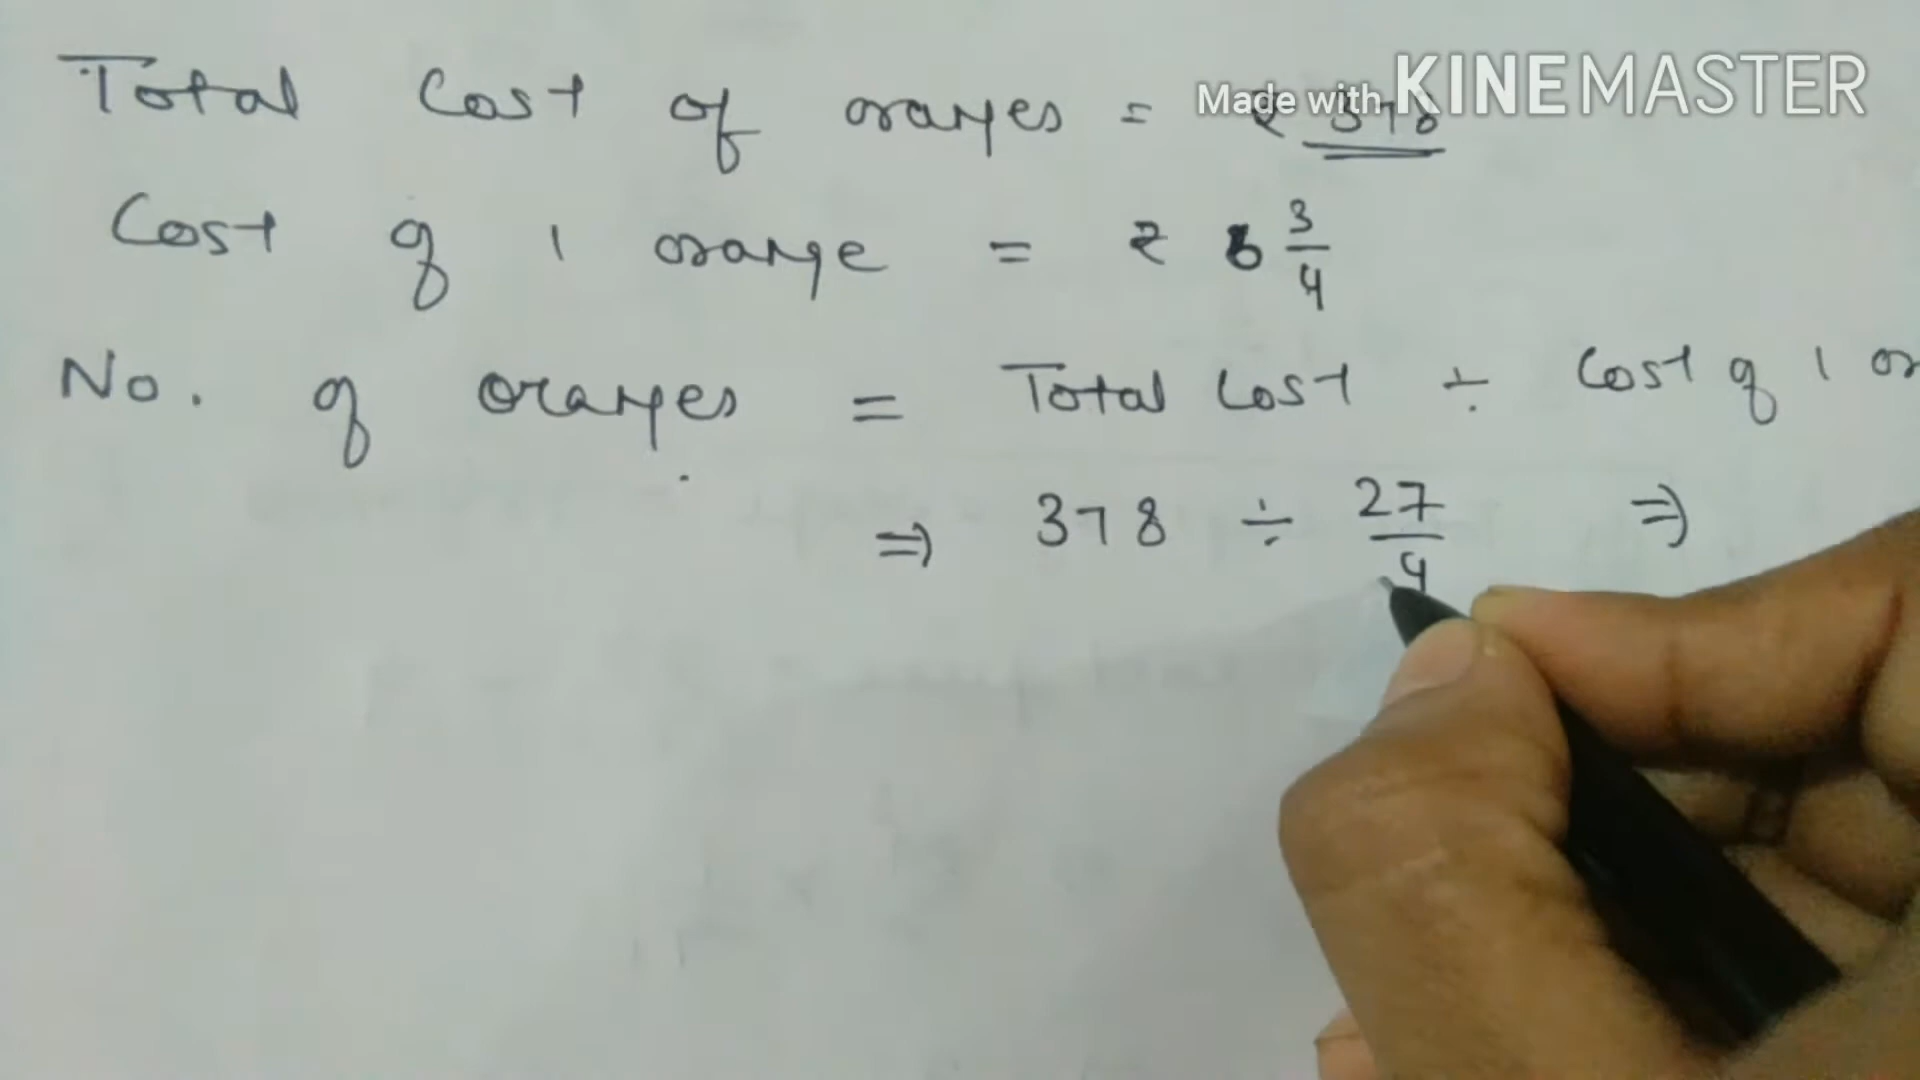 Total Cost of oranges = ₹ 378
Made with KINEMASTER
Cost of 1 orange = ₹ 6 3/4
No. of oranges = Total Cost ÷ Cost of 1 or
⇒ 378 ÷ 27/4 ⇒